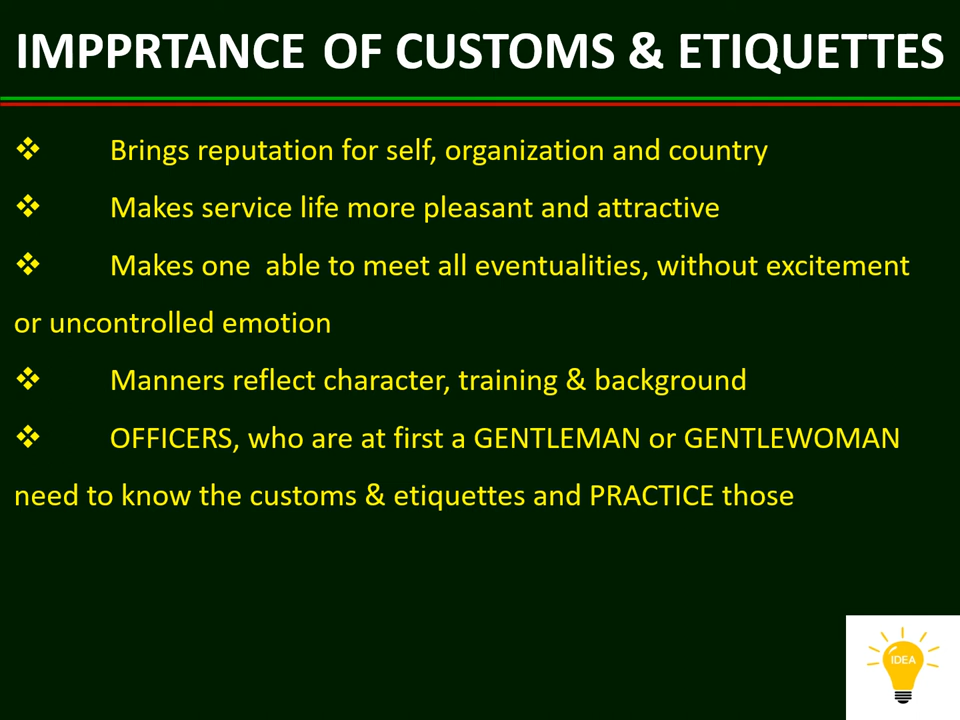 IMPPRTANCE OF CUSTOMS & ETIQUETTES
❖ Brings reputation for self, organization and country
❖ Makes service life more pleasant and attractive
❖ Makes one  able to meet all eventualities, without excitement
or uncontrolled emotion
❖ Manners reflect character, training & background
❖ OFFICERS, who are at first a GENTLEMAN or GENTLEWOMAN
need to know the customs & etiquettes and PRACTICE those
IDEA